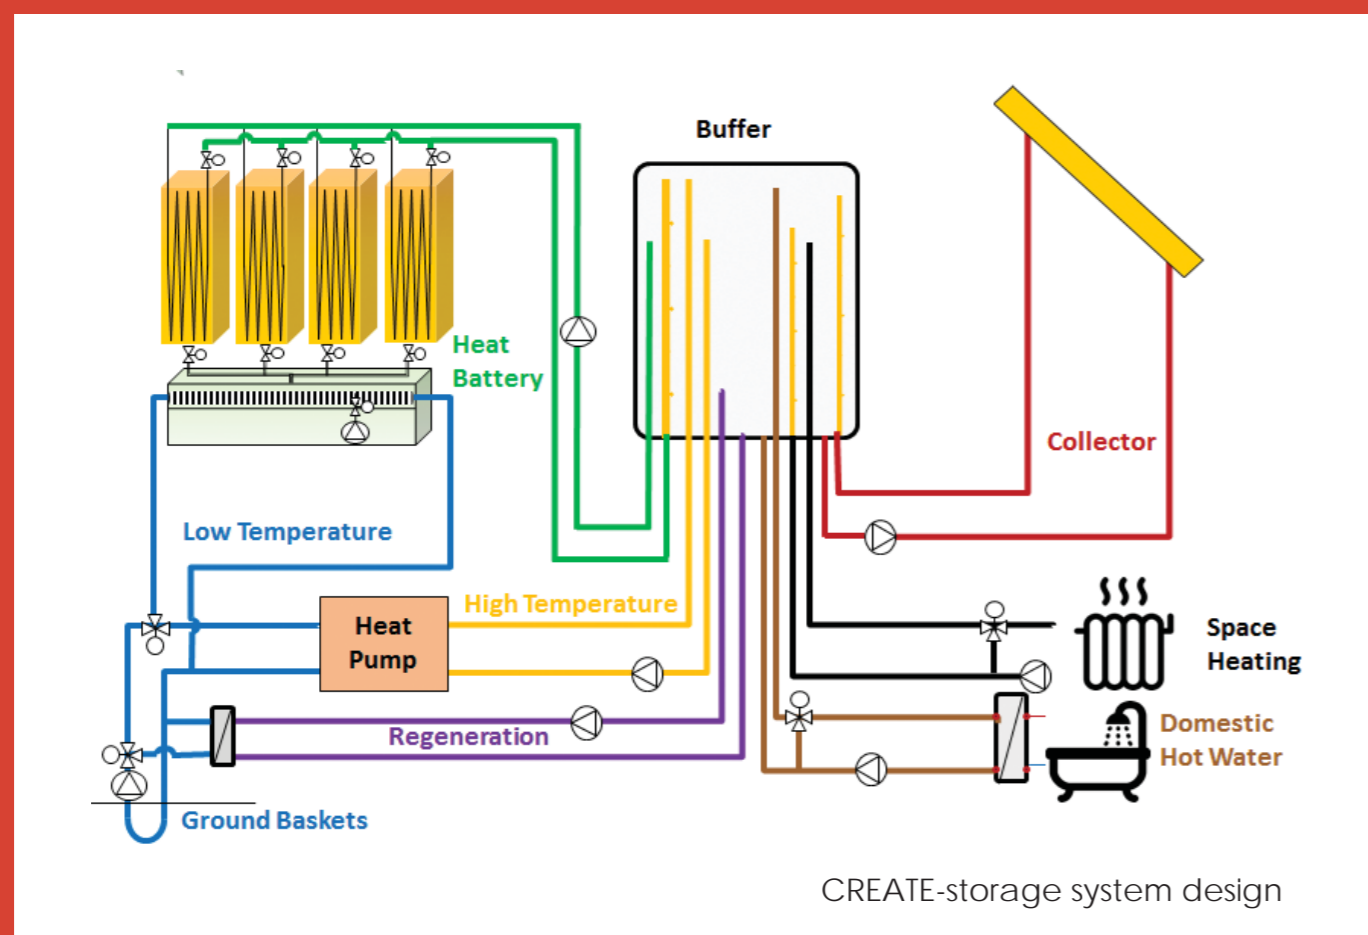 Buffer
Heat
Battery
Collector
Low Temperature
High Temperature
Heat
Pump
Space
Heating
Regeneration
Domestic
Hot Water
Ground Baskets
CREATE-storage system design